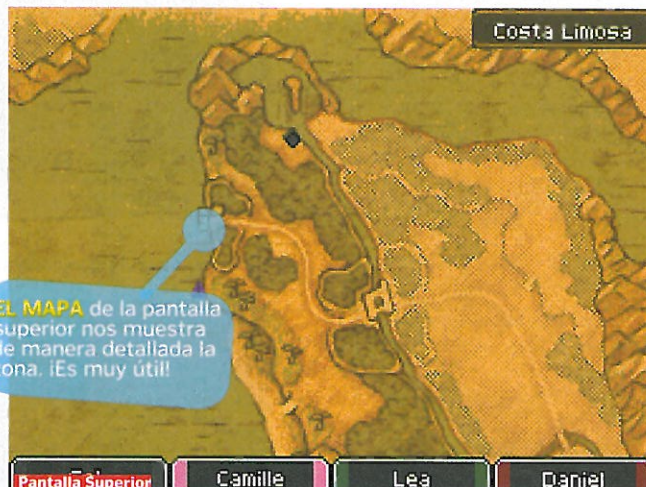 Costa Limosa
EL MAPA de la pantalla
superior nos muestra
de manera detallada la
zona. ¡Es muy útil!
Pantalla Superior
Camille
Lea
Daniel